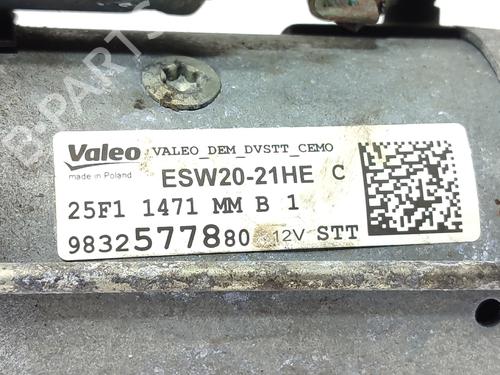 B-PARTS
Valeo VALEO_DEM_DVSTT_CEMO
made in Poland ESW20-21HE C
25F1 1471 MM B 1
9832577880 12V STT